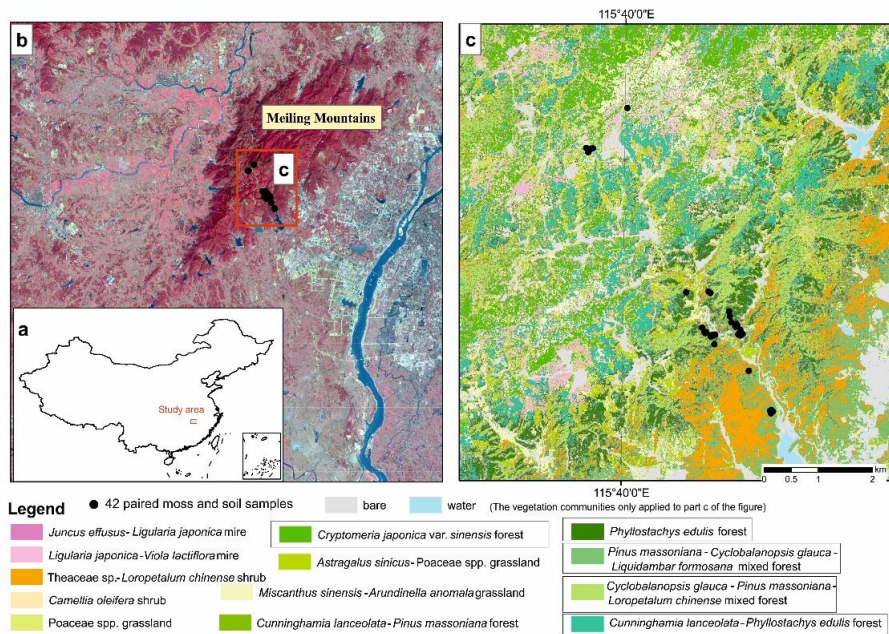 115°40'0"E
b
c
Meiling Mountains
c
a
Study area
115°40'0"E
km
0 0.5 1 2
Legend
42 paired moss and soil samples
bare
water
(The vegetation communities only applied to part c of the figure)
Juncus effusus-Ligularia japonica mire
Ligularia japonica-Viola lactiflora mire
Theaceae sp.-Loropetalum chinense shrub
Camellia oleifera shrub
Poaceae spp. grassland
Cryptomeria japonica var. sinensis forest
Astragalus sinicus-Poaceae spp. grassland
Miscanthus sinensis-Arundinella anomala grassland
Cunninghamia lanceolata-Pinus massoniana forest
Phyllostachys edulis forest
Pinus massoniana-Cyclobalanopsis glauca-
Liquidambar formosana mixed forest
Cyclobalanopsis glauca-Pinus massoniana-
Loropetalum chinense mixed forest
Cunninghamia lanceolata-Phyllostachys edulis forest